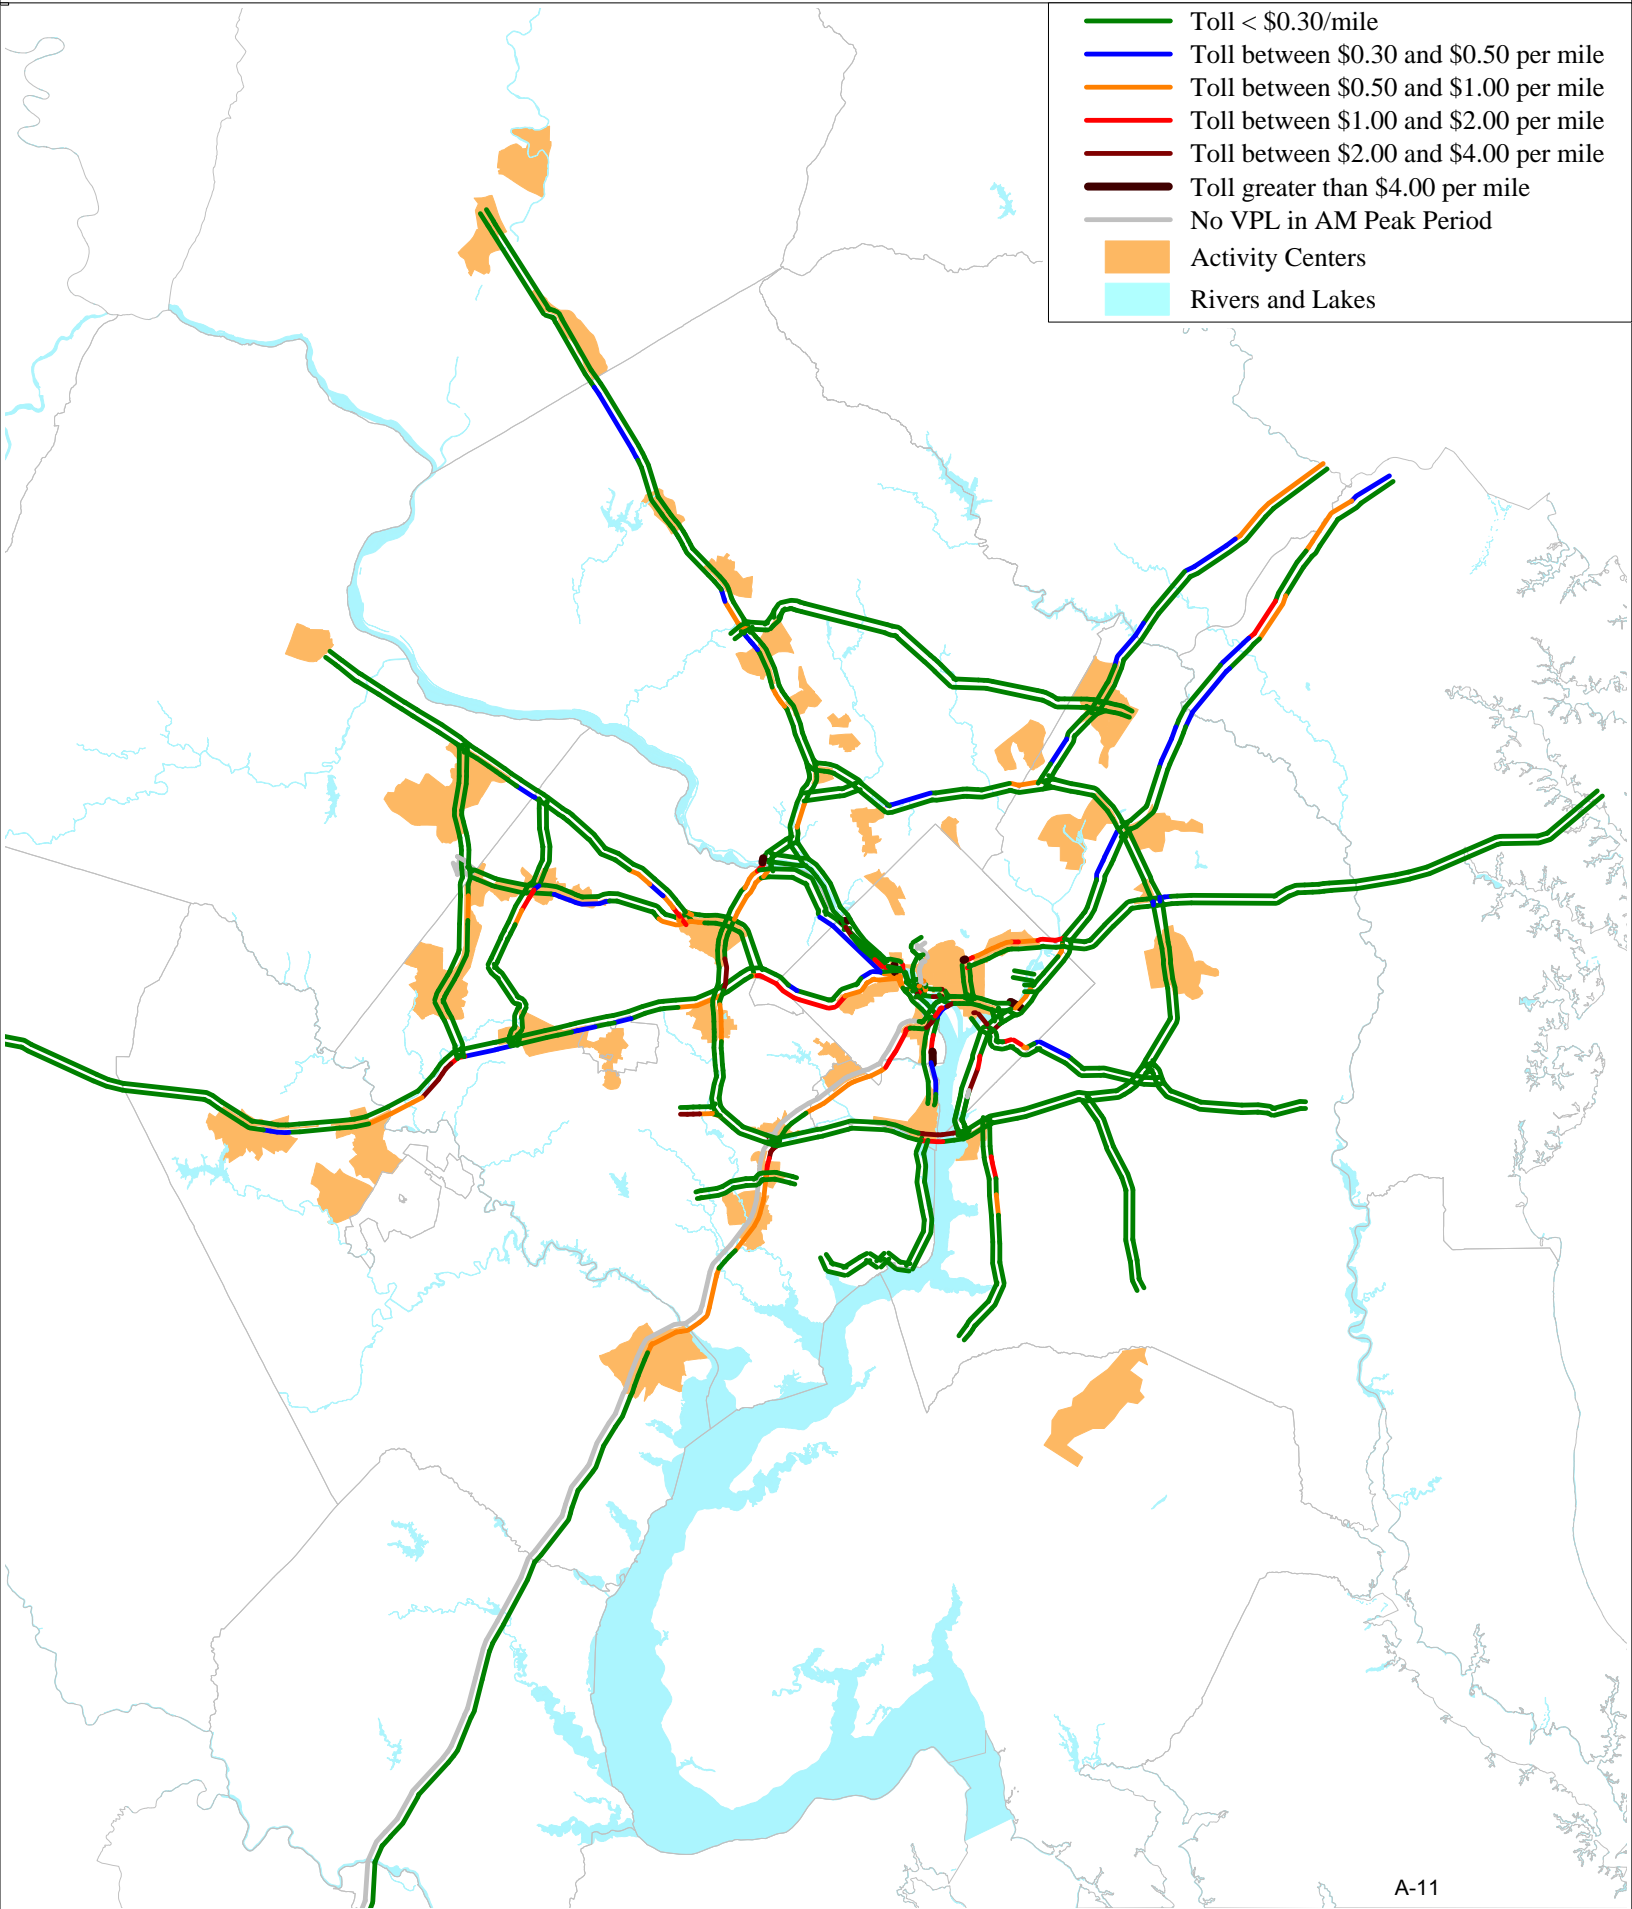 Toll < $0.30/mile
Toll between $0.30 and $0.50 per mile
Toll between $0.50 and $1.00 per mile
Toll between $1.00 and $2.00 per mile
Toll between $2.00 and $4.00 per mile
Toll greater than $4.00 per mile
No VPL in AM Peak Period
Activity Centers
Rivers and Lakes
A-11